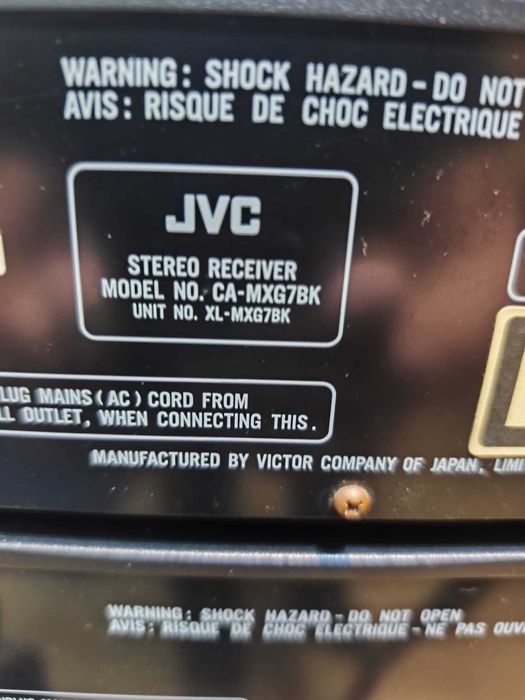 WARNING: SHOCK HAZARD - DO NOT
AVIS: RISQUE DE CHOC ELECTRIQUE
JVC
STEREO RECEIVER
MODEL NO. CA-MXG7BK
UNIT NO. XL-MXG7BK
LUG MAINS (AC) CORD FROM
LL OUTLET, WHEN CONNECTING THIS.
MANUFACTURED BY VICTOR COMPANY OF JAPAN, LIMI
WARNING: SHOCK HAZARD - DO NOT OPEN
AVIS: RISQUE DE CHOC ELECTRIQUE - NE PAS OUV